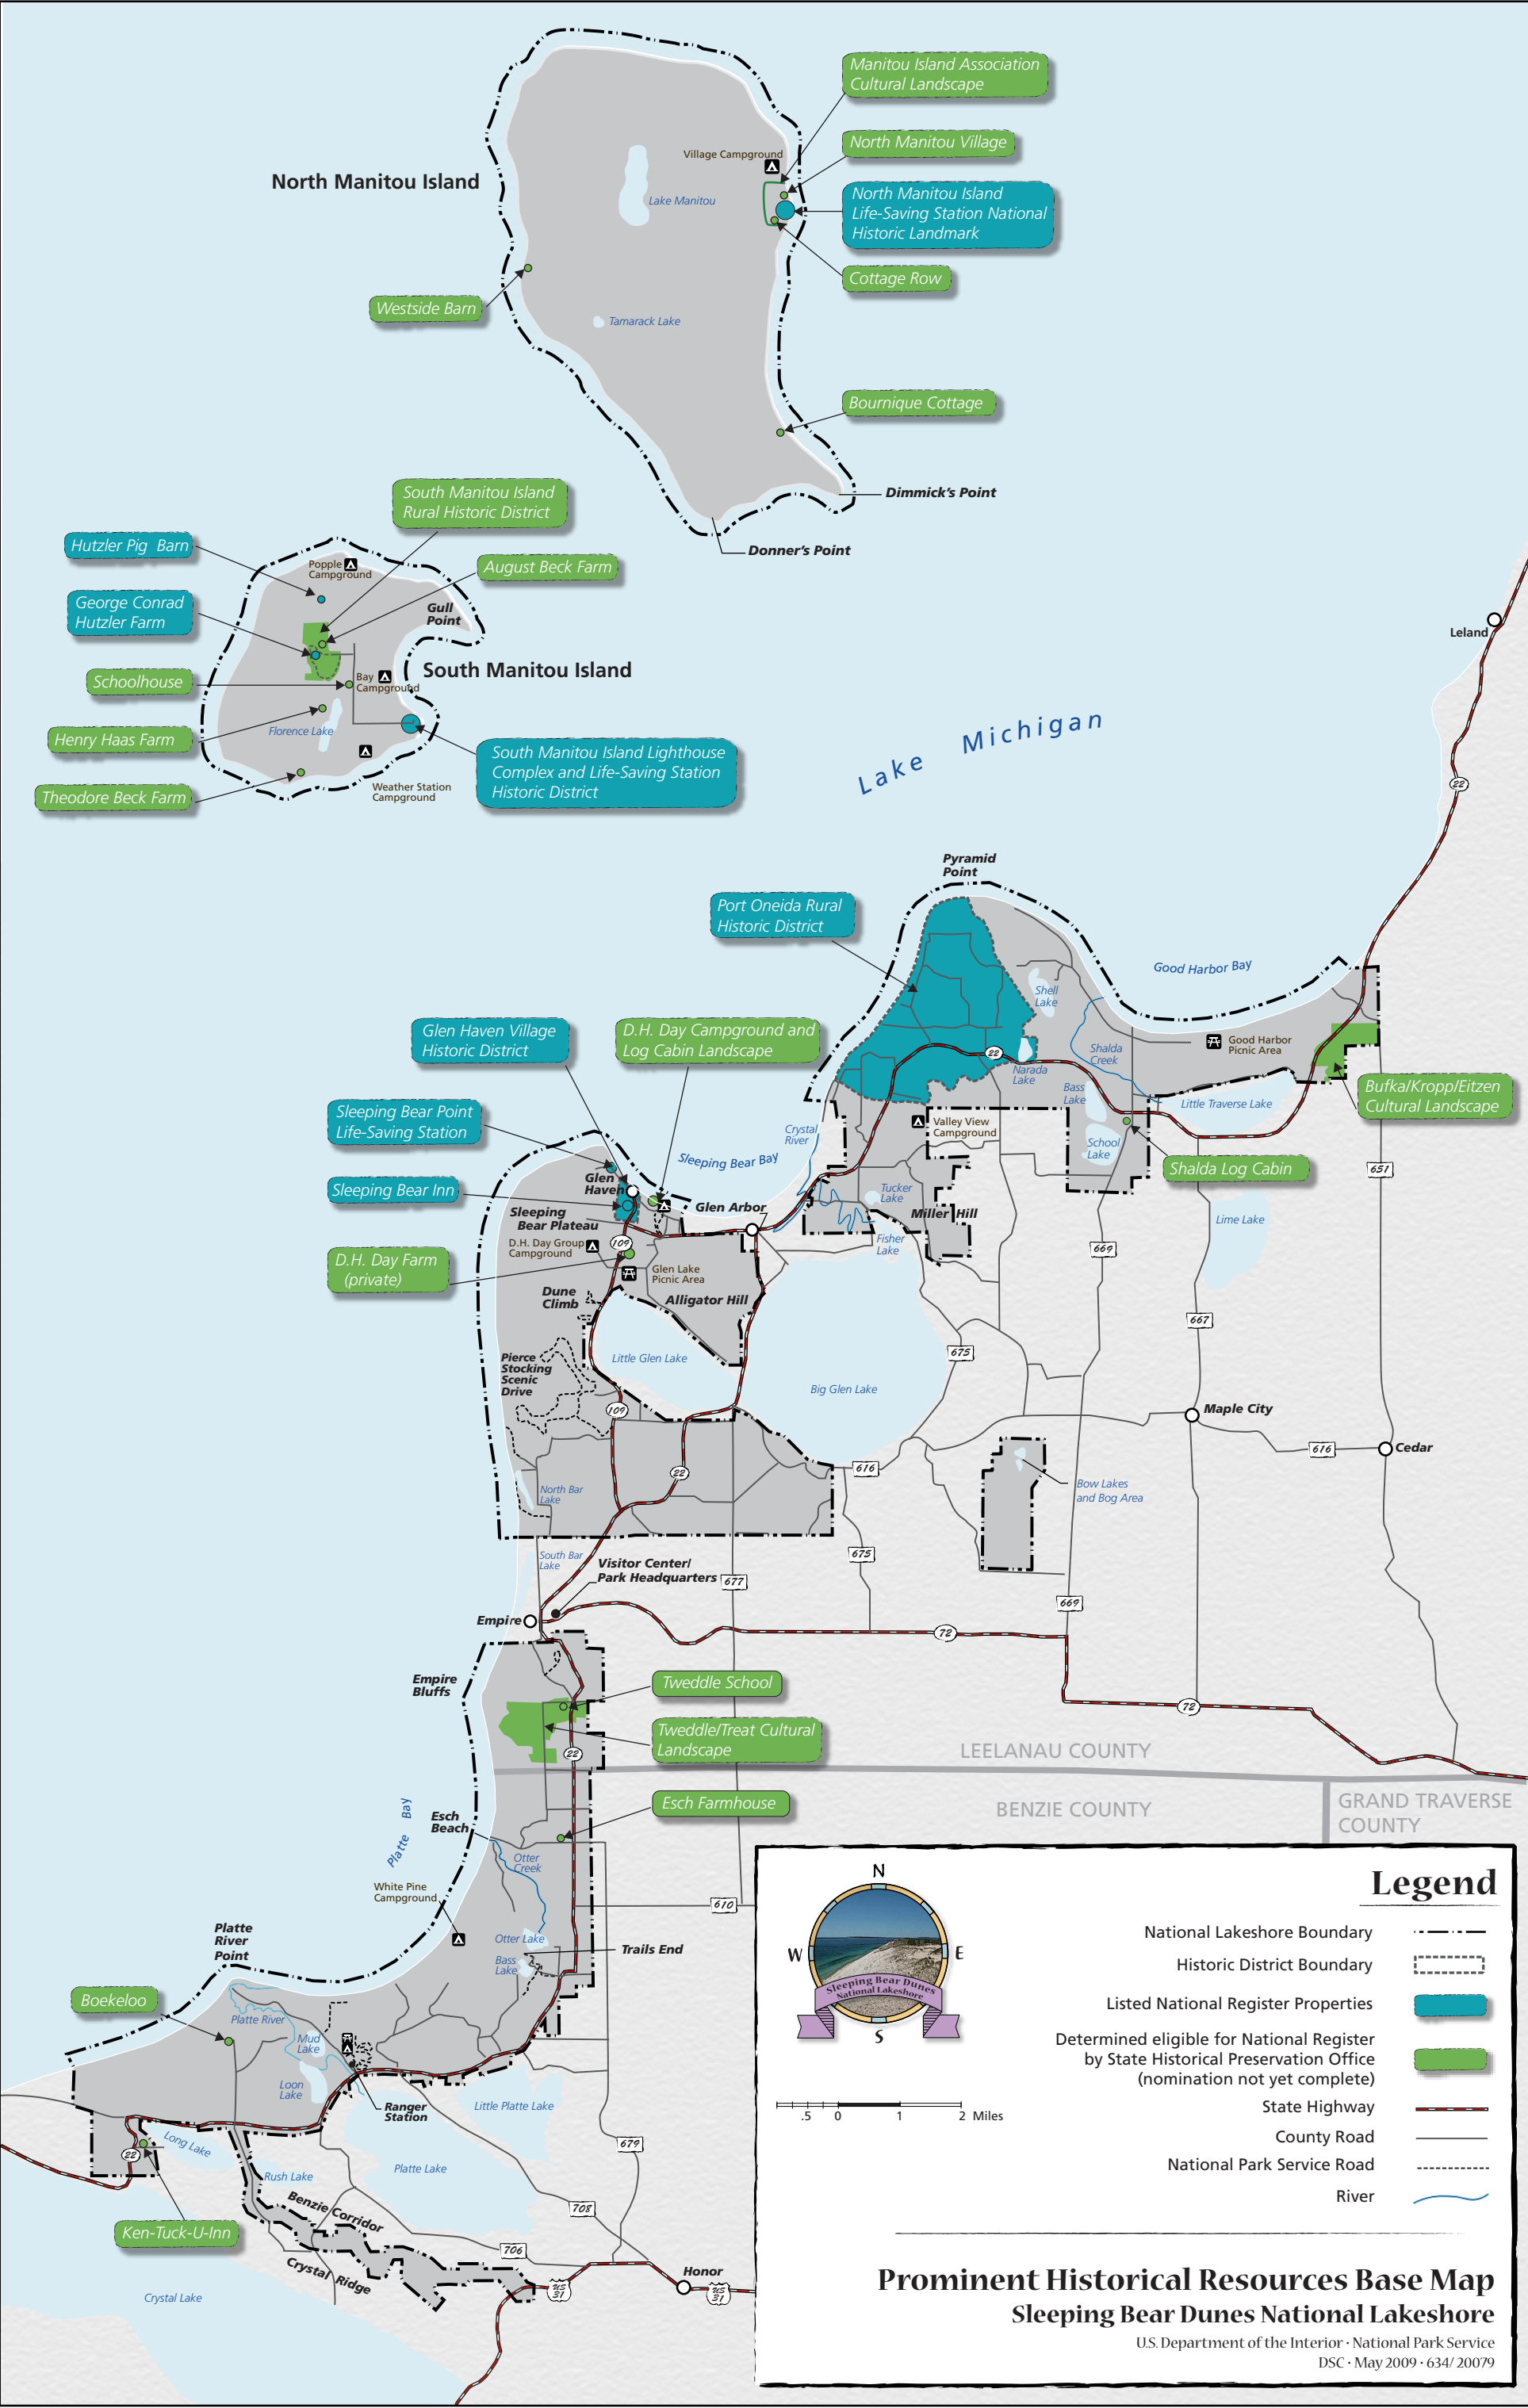 Manitou Island Association
Cultural Landscape
North Manitou Village
Village Campground
North Manitou Island
Lake Manitou
North Manitou Island
Life-Saving Station National
Historic Landmark
Cottage Row
Westside Barn
Tamarack Lake
Bournique Cottage
Dimmick's Point
Donner's Point
South Manitou Island
Rural Historic District
Hutzler Pig Barn
August Beck Farm
Popple
Campground
George Conrad
Hutzler Farm
Gull
Point
Leland
South Manitou Island
Schoolhouse
Bay
Campground
Henry Haas Farm
Florence Lake
South Manitou Island Lighthouse
Complex and Life-Saving Station
Historic District
Theodore Beck Farm
Weather Station
Campground
Lake Michigan
22
Pyramid
Point
Port Oneida Rural
Historic District
Good Harbor Bay
Shell
Lake
Glen Haven Village
Historic District
D.H. Day Campground and
Log Cabin Landscape
Good Harbor
Picnic Area
22
Shalda
Creek
Narada
Lake
Bass
Lake
Little Traverse Lake
Bufka/Kropp/Eitzen
Cultural Landscape
Sleeping Bear Point
Life-Saving Station
Valley View
Campground
Crystal
River
School
Lake
Sleeping Bear Bay
Shalda Log Cabin
651
Glen
Haven
Sleeping Bear Inn
Tucker
Lake
Glen Arbor
Miller Hill
Lime Lake
Sleeping
Bear Plateau
D.H. Day Group
Campground
109
Fisher
Lake
669
D.H. Day Farm
(private)
Glen Lake
Picnic Area
Dune
Climb
Alligator Hill
667
Pierce
Stocking
Scenic
Drive
Little Glen Lake
675
Big Glen Lake
109
Maple City
616
Cedar
22
616
North Bar
Lake
Bow Lakes
and Bog Area
South Bar
Lake
Visitor Center/
Park Headquarters
677
675
669
Empire
72
Empire
Bluffs
Tweddle School
72
Tweddle/Treat Cultural
Landscape
22
LEELANAU COUNTY
BENZIE COUNTY
GRAND TRAVERSE
COUNTY
Esch Farmhouse
Platte Bay
Esch
Beach
Otter
Creek
White Pine
Campground
610
Platte
River
Point
Otter Lake
Trails End
Bass
Lake
Boekeloo
Platte River
Mud
Lake
Loon
Lake
Ranger
Station
Little Platte Lake
Long Lake
22
679
Rush Lake
Platte Lake
Benzie Corridor
708
Ken-Tuck-U-Inn
706
Crystal Ridge
Honor
US
31
US
31
Crystal Lake
Legend
N
W
E
S
Sleeping Bear Dunes
National Lakeshore
National Lakeshore Boundary
Historic District Boundary
Listed National Register Properties
Determined eligible for National Register
by State Historical Preservation Office
(nomination not yet complete)
State Highway
County Road
National Park Service Road
River
.5 0 1 2 Miles
Prominent Historical Resources Base Map
Sleeping Bear Dunes National Lakeshore
U.S. Department of the Interior • National Park Service
DSC • May 2009 • 634/ 20079